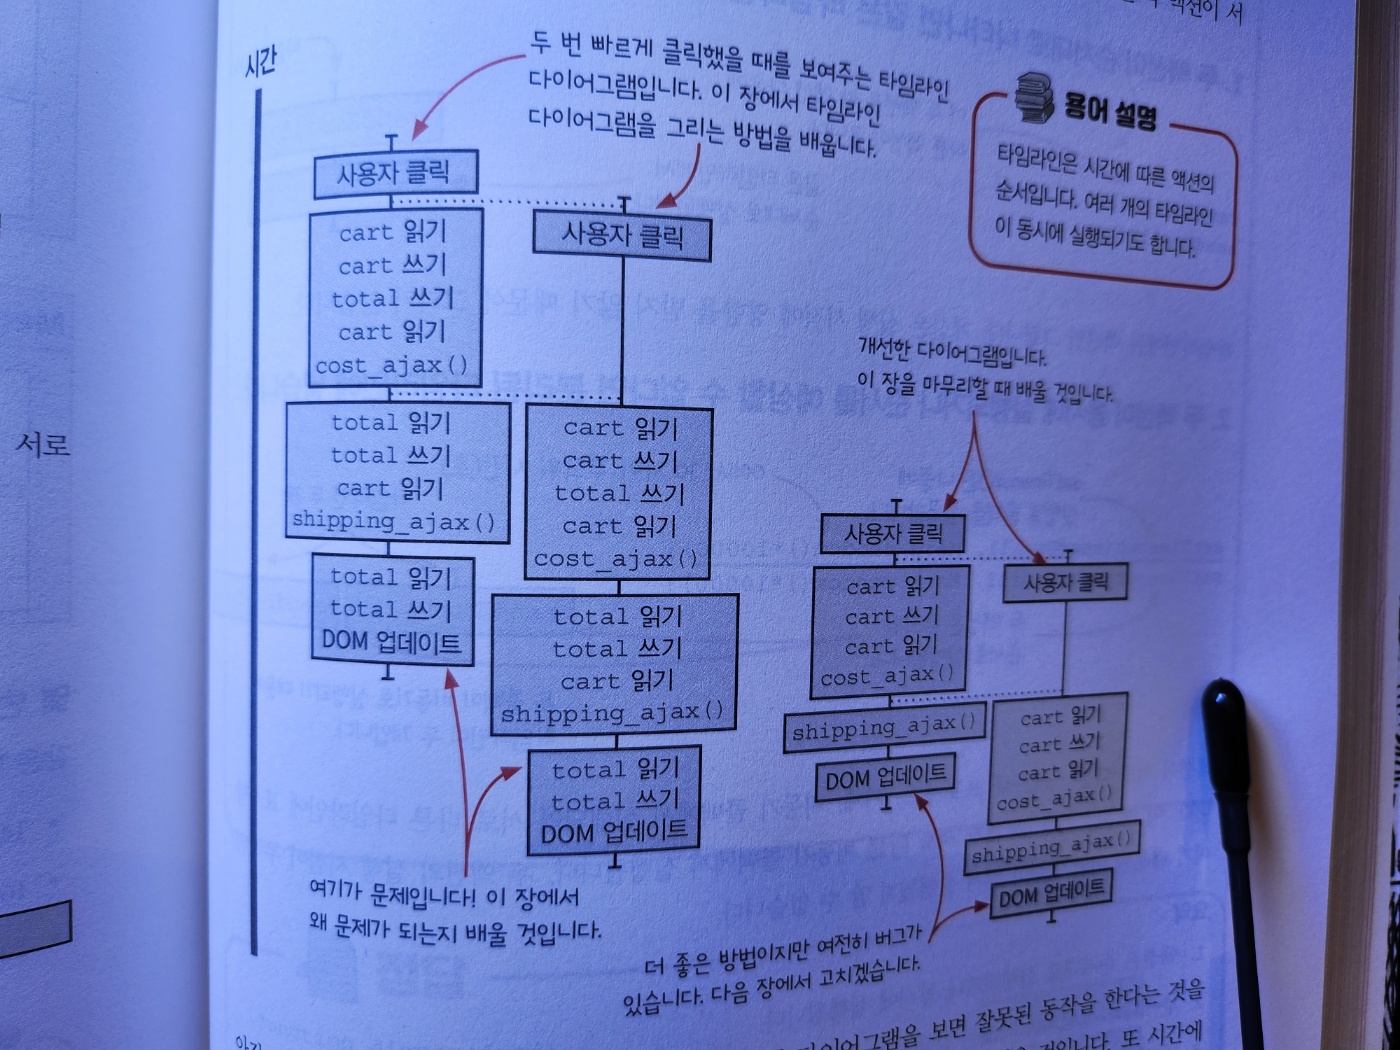 액션이 서
시간
두 번 빠르게 클릭했을 때를 보여주는 타임라인
다이어그램입니다. 이 장에서 타임라인
다이어그램을 그리는 방법을 배웁니다.
용어 설명
타임라인은 시간에 따른 액션의
순서입니다. 여러 개의 타임라인
이 동시에 실행되기도 합니다.
사용자 클릭
cart 읽기
cart 쓰기
total 쓰기
cart 읽기
cost_ajax()
total 읽기
total 쓰기
cart 읽기
shipping_ajax()
total 읽기
total 쓰기
DOM 업데이트
사용자 클릭
cart 읽기
cart 쓰기
total 쓰기
cart 읽기
cost_ajax()
total 읽기
total 쓰기
cart 읽기
shipping_ajax()
total 읽기
total 쓰기
DOM 업데이트
여기가 문제입니다! 이 장에서
왜 문제가 되는지 배울 것입니다.
개선한 다이어그램입니다.
이 장을 마무리할 때 배울 것입니다.
사용자 클릭
cart 읽기
cart 쓰기
cart 읽기
cost_ajax()
shipping_ajax()
DOM 업데이트
사용자 클릭
cart 읽기
cart 쓰기
cart 읽기
cost_ajax()
shipping_ajax()
DOM 업데이트
더 좋은 방법이지만 여전히 버그가
있습니다. 다음 장에서 고치겠습니다.
서로
다이어그램을 보면 잘못된 동작을 한다는 것을
것입니다. 또 시간에